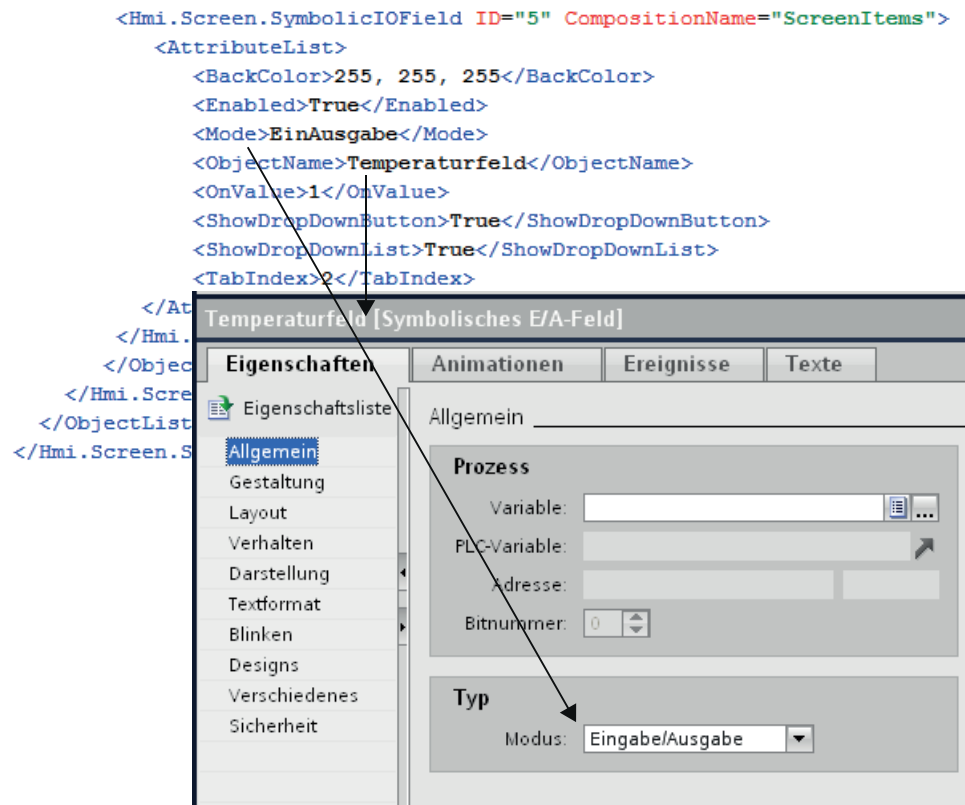 <Hmi.Screen.SymbolicIOField ID="5" CompositionName="ScreenItems">
<AttributeList>
<BackColor>255, 255, 255</BackColor>
<Enabled>True</Enabled>
<Mode>EinAusgabe</Mode>
<ObjectName>Temperaturfeld</ObjectName>
<OnValue>1</OnValue>
<ShowDropDownButton>True</ShowDropDownButton>
<ShowDropDownList>True</ShowDropDownList>
<TabIndex>2</TabIndex>
</At
</Hmi.
</Objec
</Hmi.Scre
</ObjectList
</Hmi.Screen.S
Temperaturfeld [Symbolisches E/A-Feld]
Eigenschaften Animationen Ereignisse Texte
Eigenschaftsliste
Allgemein
Gestaltung
Layout
Verhalten
Darstellung
Textformat
Blinken
Designs
Verschiedenes
Sicherheit
Allgemein
Prozess
Variable:
...
PLC-Variable:
Adresse:
Bitnummer: 0
Typ
Modus: Eingabe/Ausgabe